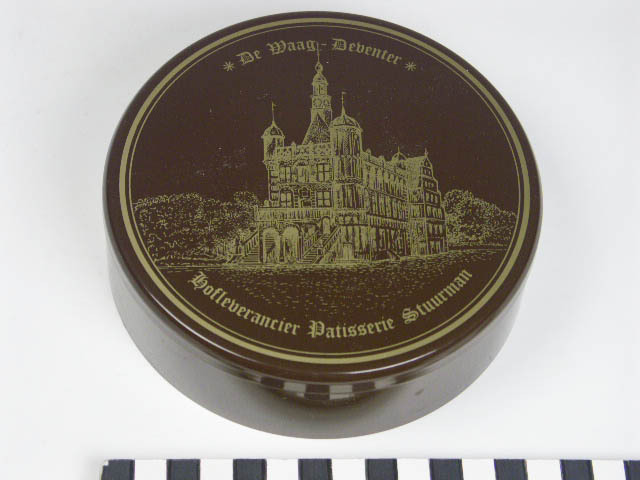 * De Waag - Deventer *
Hofleverancier Patisserie Stuurman